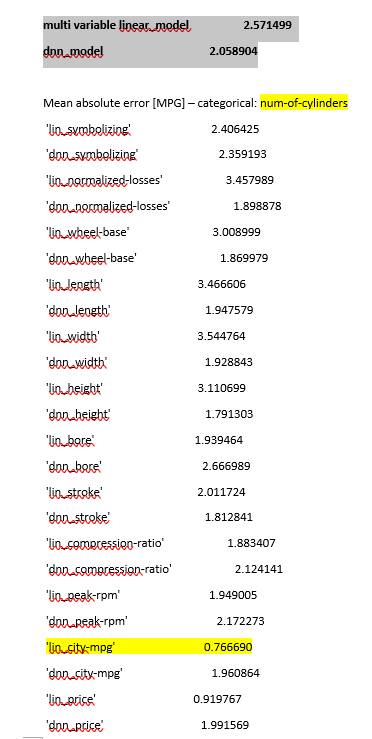 multi variable linear_model 2.571499
dnn_model 2.058904
Mean absolute error [MPG] – categorical: num-of-cylinders
'lin_symbolizing' 2.406425
'dnn_symbolizing' 2.359193
'lin_normalized-losses' 3.457989
'dnn_normalized-losses' 1.898878
'lin_wheel-base' 3.008999
'dnn_wheel-base' 1.869979
'lin_length' 3.466606
'dnn_length' 1.947579
'lin_width' 3.544764
'dnn_width' 1.928843
'lin_height' 3.110699
'dnn_height' 1.791303
'lin_bore' 1.939464
'dnn_bore' 2.666989
'lin_stroke' 2.011724
'dnn_stroke' 1.812841
'lin_compression-ratio' 1.883407
'dnn_compression-ratio' 2.124141
'lin_peak-rpm' 1.949005
'dnn_peak-rpm' 2.172273
'lin_city-mpg' 0.766690
'dnn_city-mpg' 1.960864
'lin_price' 0.919767
'dnn_price' 1.991569